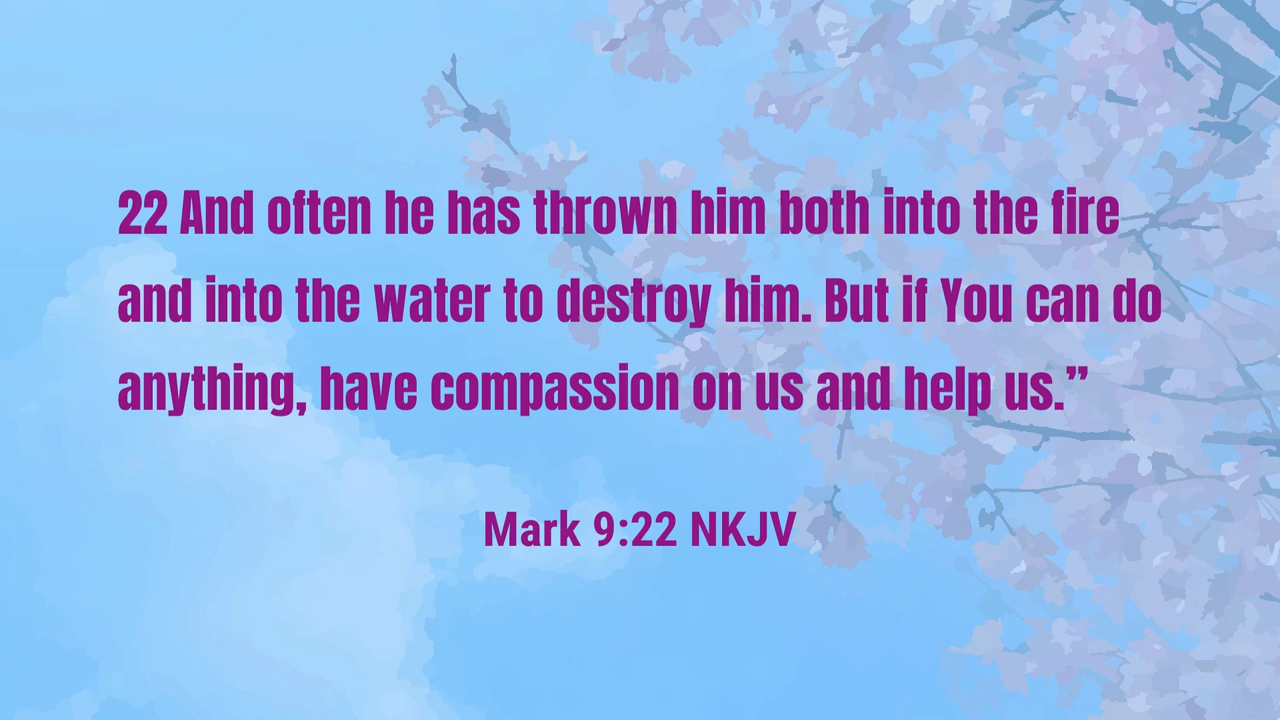 22 And often he has thrown him both into the fire
and into the water to destroy him. But if You can do
anything, have compassion on us and help us.”
Mark 9:22 NKJV